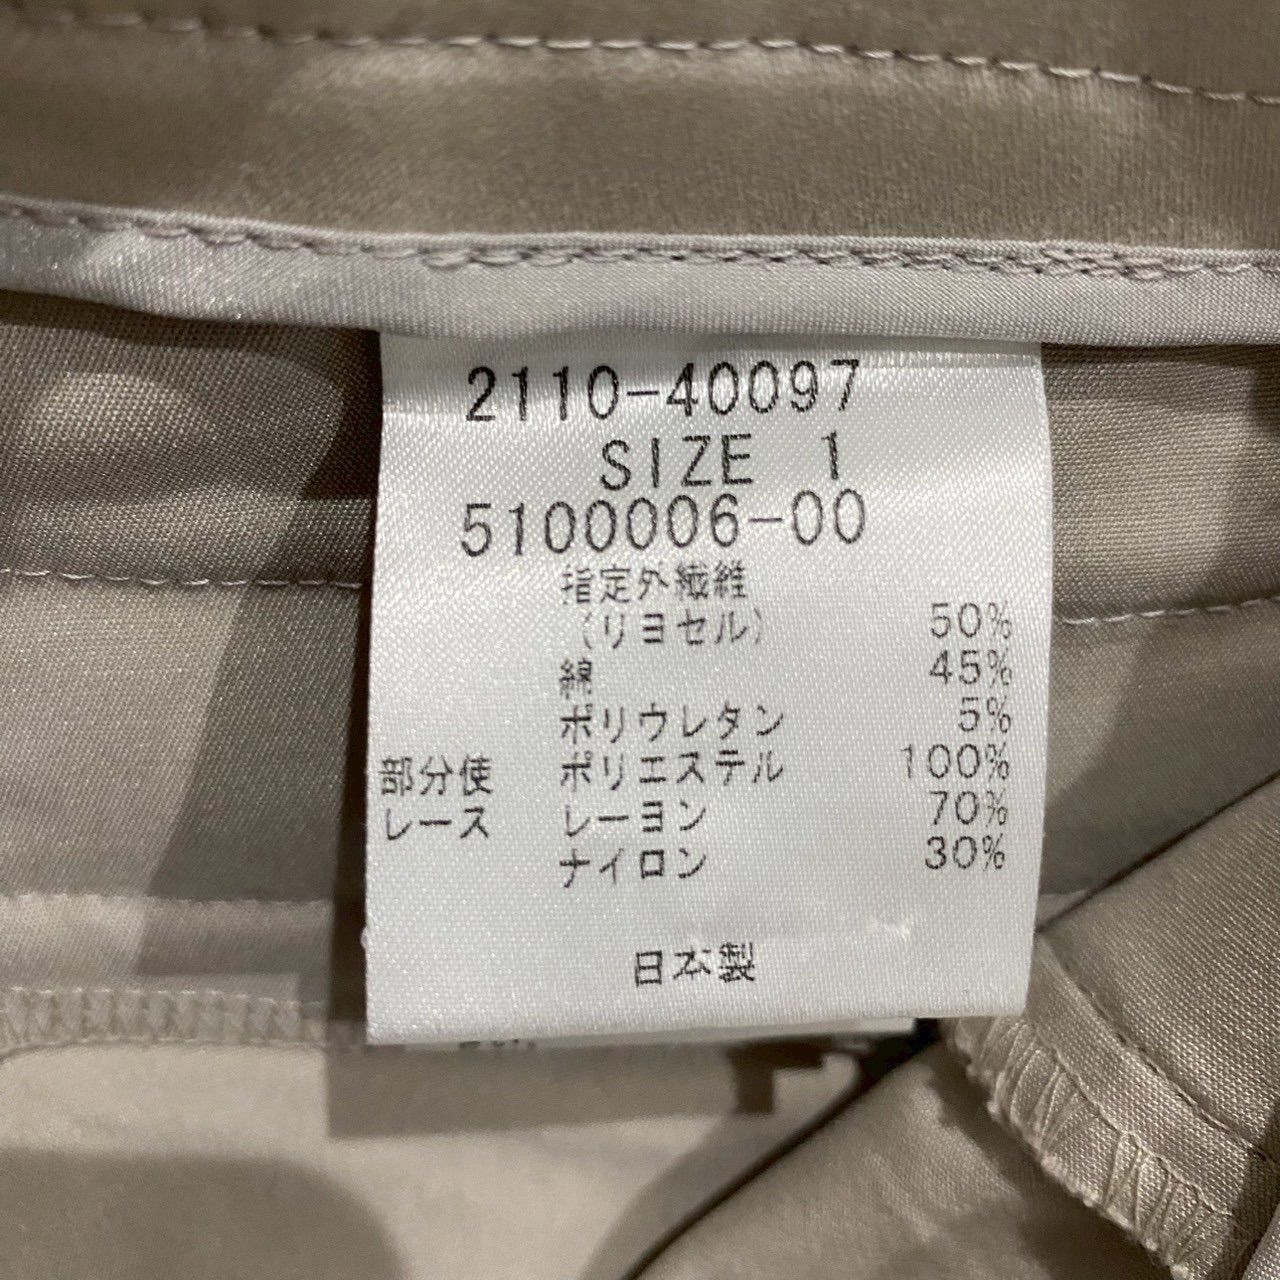 2110-40097
SIZE 1
5100006-00
指定外繊維
(リヨセル) 50%
綿 45%
ポリウレタン 5%
部分使 ポリエステル 100%
レース レーヨン 70%
ナイロン 30%
日本製